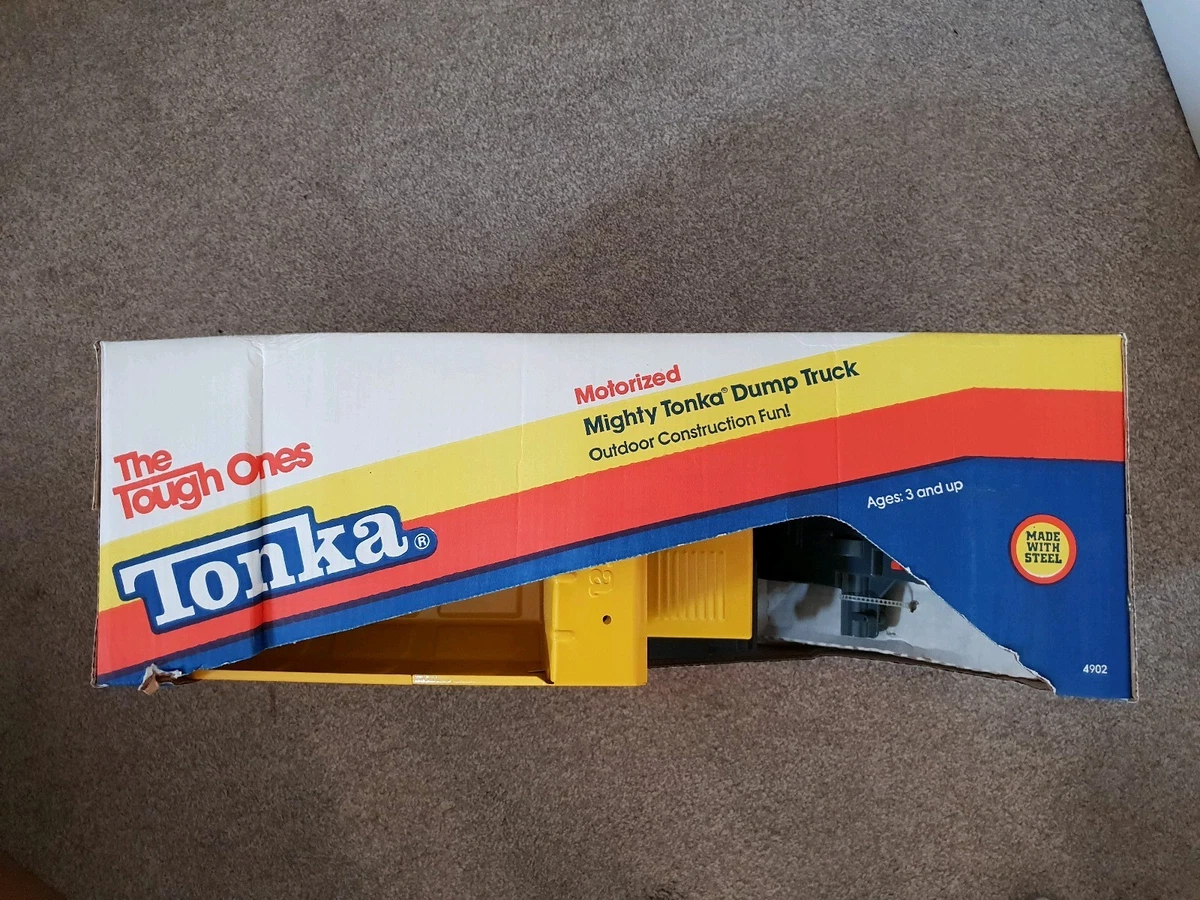 Motorized
Mighty Tonka® Dump Truck
Outdoor Construction Fun!
The
Tough Ones
Tonka®
Ages: 3 and up
MADE
WITH
STEEL
4902